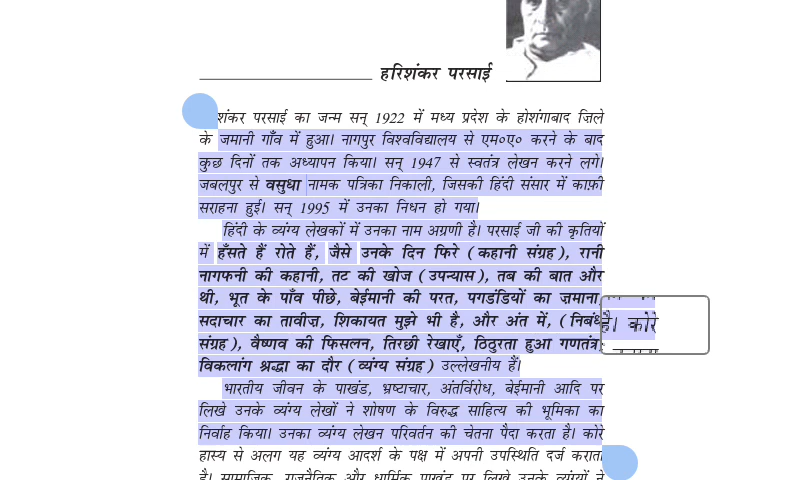 हरिशंकर परसाई
शंकर परसाई का जन्म सन् 1922 में मध्य प्रदेश के होशंगाबाद ज़िले
के जमानी गाँव में हुआ। नागपुर विश्वविद्यालय से एम०ए० करने के बाद
कुछ दिनों तक अध्यापन किया। सन् 1947 से स्वतंत्र लेखन करने लगे।
जबलपुर से वसुधा नामक पत्रिका निकाली, जिसकी हिंदी संसार में काफ़ी
सराहना हुई। सन् 1995 में उनका निधन हो गया।
हिंदी के व्यंग्य लेखकों में उनका नाम अग्रणी है। परसाई जी की कृतियों
में हँसते हैं रोते हैं, जैसे उनके दिन फिरे (कहानी संग्रह), रानी
नागफनी की कहानी, तट की खोज (उपन्यास), तब की बात और
थी, भूत के पाँव पीछे, बेईमानी की परत, पगडंडियों का ज़माना,
सदाचार का तावीज़, शिकायत मुझे भी है, और अंत में, (निबंध
संग्रह), वैष्णव की फिसलन, तिरछी रेखाएँ, ठिठुरता हुआ गणतंत्र,
विकलांग श्रद्धा का दौर (व्यंग्य संग्रह) उल्लेखनीय हैं।
भारतीय जीवन के पाखंड, भ्रष्टाचार, अंतर्विरोध, बेईमानी आदि पर
लिखे उनके व्यंग्य लेखों ने शोषण के विरुद्ध साहित्य की भूमिका का
निर्वाह किया। उनका व्यंग्य लेखन परिवर्तन की चेतना पैदा करता है। कोरे
हास्य से अलग यह व्यंग्य आदर्श के पक्ष में अपनी उपस्थिति दर्ज कराता
है। सामाजिक, राजनैतिक और धार्मिक पाखंड पर लिखे उनके व्यंग्यों ने
है। कोरे